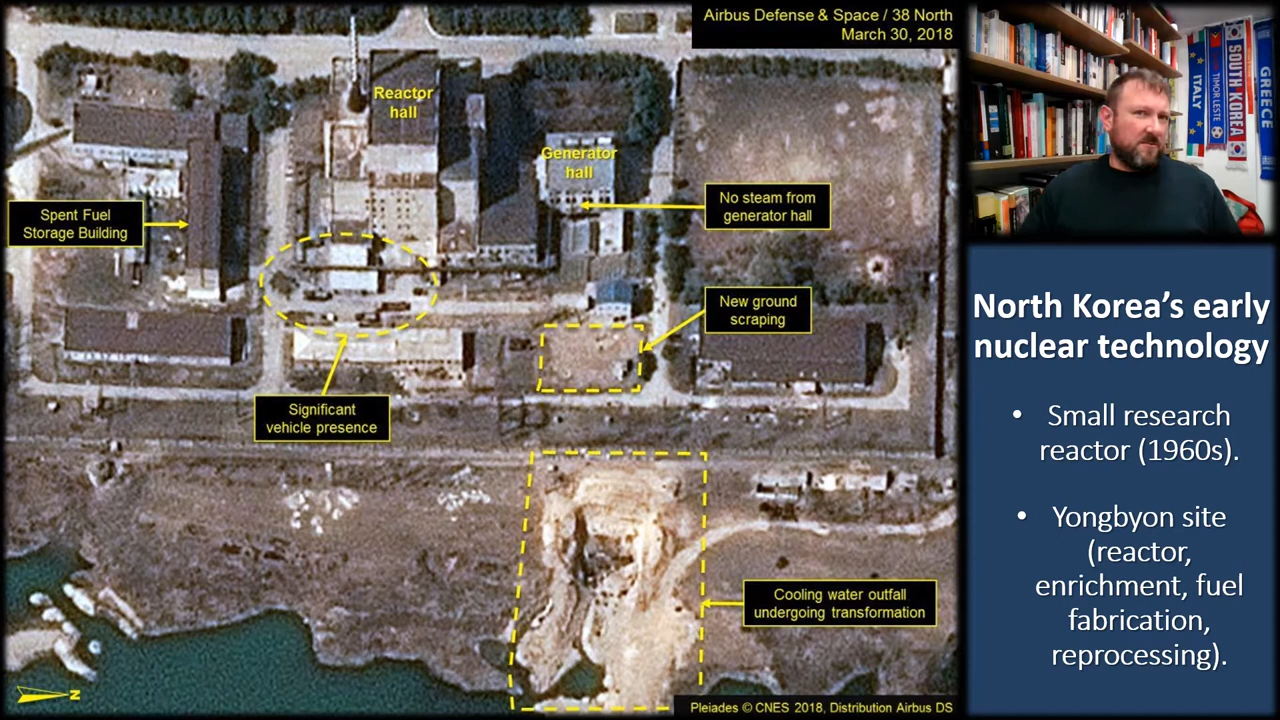 Airbus Defense & Space / 38 North
March 30, 2018
Reactor
hall
Generator
hall
Spent Fuel
Storage Building
No steam from
generator hall
New ground
scraping
Significant
vehicle presence
Cooling water outfall
undergoing transformation
N
Pleiades © CNES 2018, Distribution Airbus DS
ITALY
TIMOR LESTE
SOUTH KOREA
GREECE
North Korea's early
nuclear technology
• Small research
reactor (1960s).
• Yongbyon site
(reactor,
enrichment, fuel
fabrication,
reprocessing).